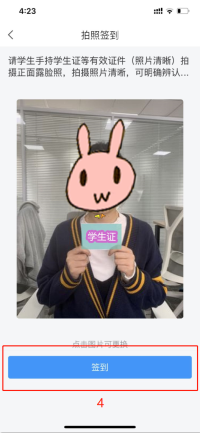 4:23
拍照签到
请学生手持学生证等有效证件（照片清晰）拍
摄正面露脸照，拍摄照片清晰，可明确辨认...
学生证
点击图片可更换
签到
4